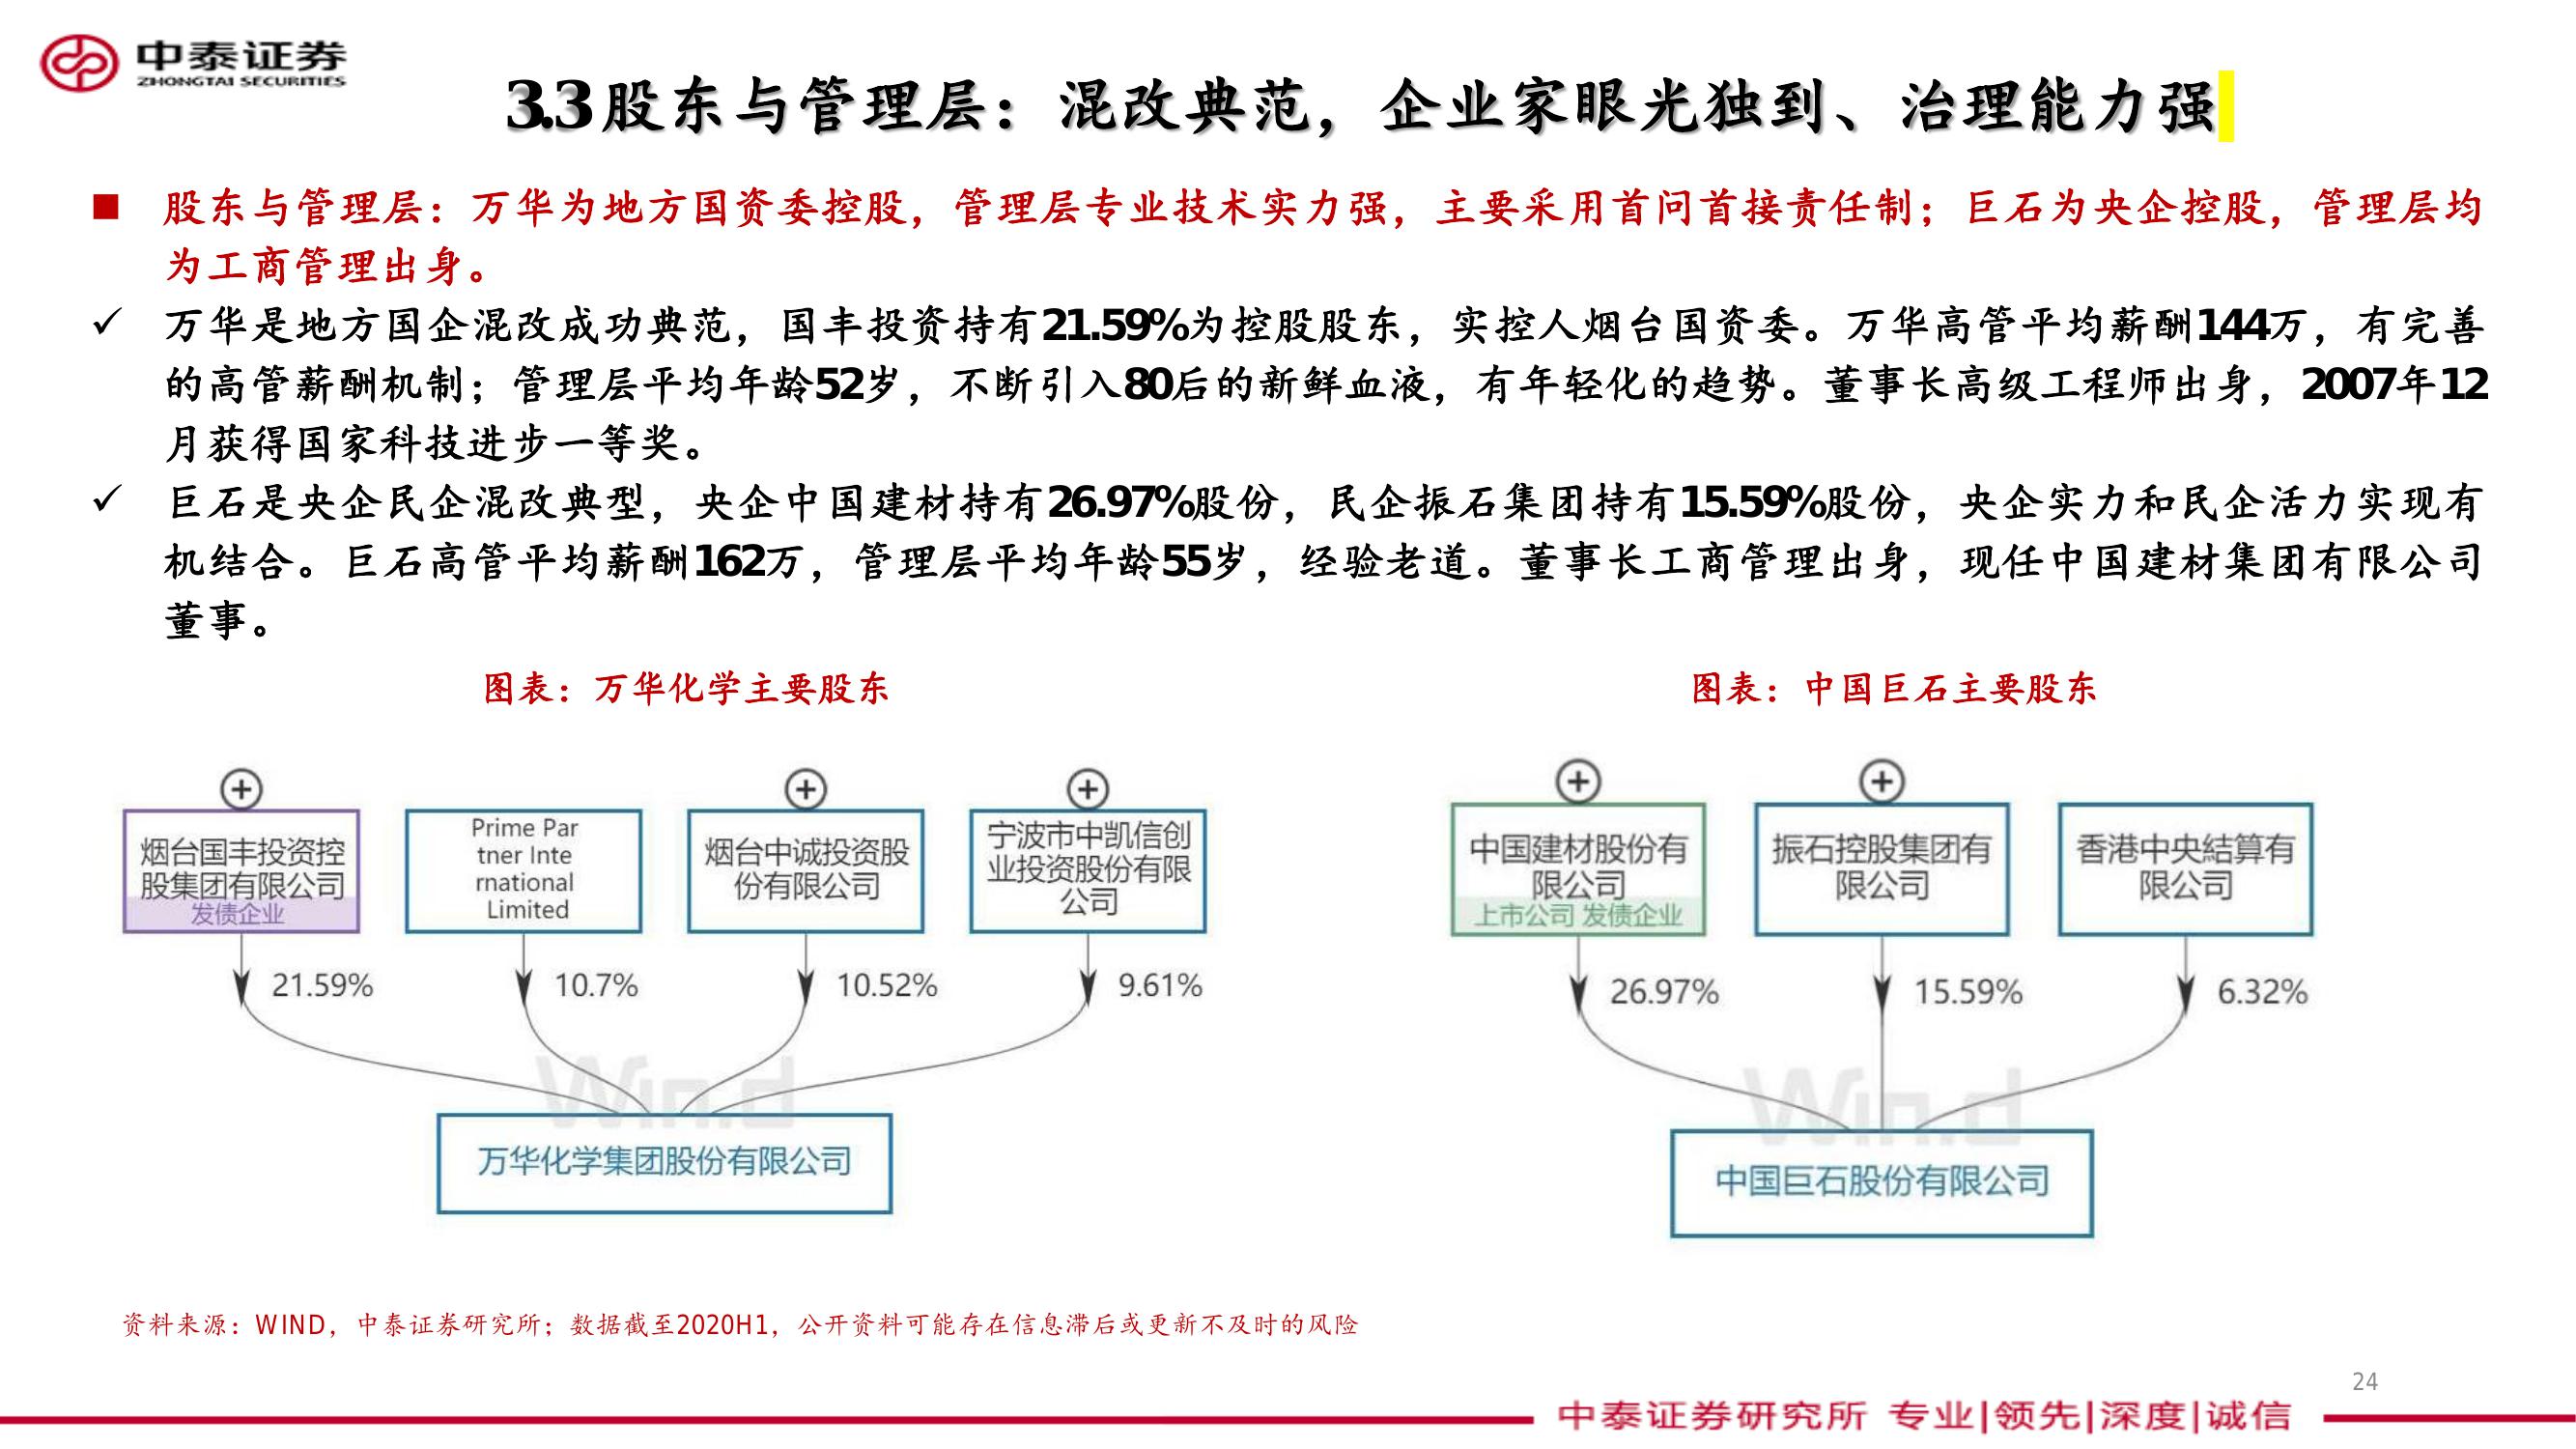 中泰证券
ZHONGTAI SECURITIES
3.3股东与管理层：混改典范，企业家眼光独到、治理能力强
■ 股东与管理层：万华为地方国资委控股，管理层专业技术实力强，主要采用首问首接责任制；巨石为央企控股，管理层均
为工商管理出身。
✓ 万华是地方国企混改成功典范，国丰投资持有21.59%为控股股东，实控人烟台国资委。万华高管平均薪酬144万，有完善
的高管薪酬机制；管理层平均年龄52岁，不断引入80后的新鲜血液，有年轻化的趋势。董事长高级工程师出身，2007年12
月获得国家科技进步一等奖。
✓ 巨石是央企民企混改典型，央企中国建材持有26.97%股份，民企振石集团持有15.59%股份，央企实力和民企活力实现有
机结合。巨石高管平均薪酬162万，管理层平均年龄55岁，经验老道。董事长工商管理出身，现任中国建材集团有限公司
董事。
图表：万华化学主要股东
烟台国丰投资控
股集团有限公司
发债企业
Prime Par
tner Inte
rnational
Limited
烟台中诚投资股
份有限公司
宁波市中凯信创
业投资股份有限
公司
21.59%
10.7%
10.52%
9.61%
Win.d
万华化学集团股份有限公司
图表：中国巨石主要股东
中国建材股份有
限公司
上市公司 发债企业
振石控股集团有
限公司
香港中央結算有
限公司
26.97%
15.59%
6.32%
Win.d
中国巨石股份有限公司
资料来源：WIND，中泰证券研究所；数据截至2020H1，公开资料可能存在信息滞后或更新不及时的风险
24
中泰证券研究所 专业|领先|深度|诚信